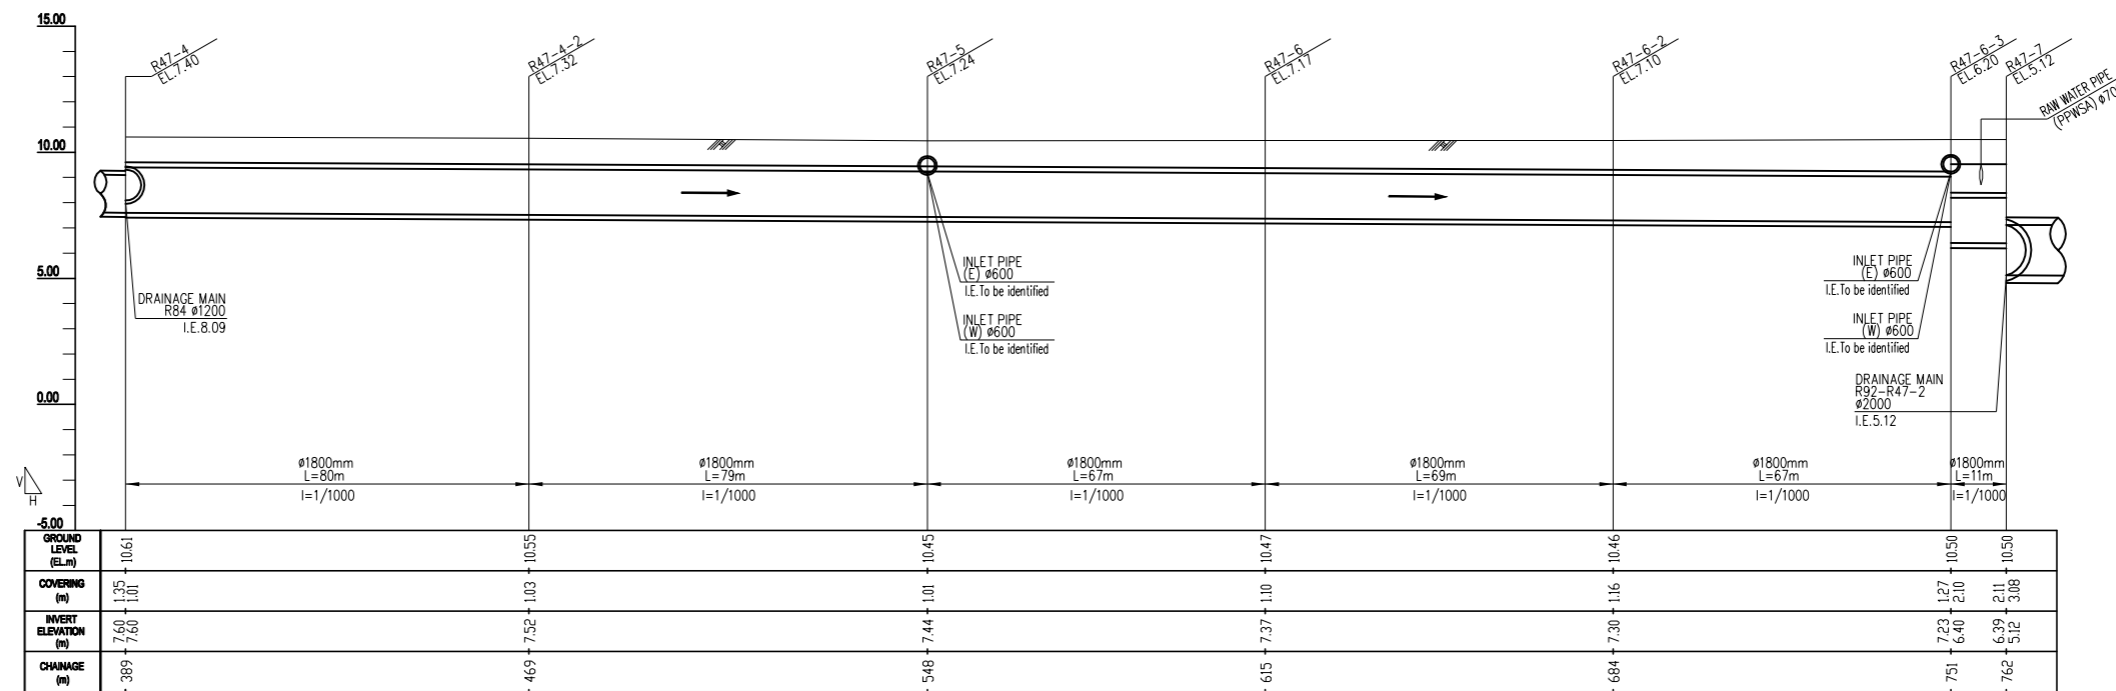 15.00
10.00
5.00
0.00
-5.00
R47-4
EL.7.40
R47-4-2
EL.7.32
R47-5
EL.7.24
R47-6
EL.7.17
R47-6-2
EL.7.10
R47-6-3
EL.6.20
R47-7
EL.5.12
RAW WATER PIPE
(PPWSA) ø70
DRAINAGE MAIN
R84 ø1200
I.E.8.09
INLET PIPE
(E) ø600
I.E.To be identified
INLET PIPE
(W) ø600
I.E.To be identified
INLET PIPE
(E) ø600
I.E.To be identified
INLET PIPE
(W) ø600
I.E.To be identified
DRAINAGE MAIN
R92-R47-2
ø2000
I.E.5.12
V
H
ø1800mm
L=80m
I=1/1000
ø1800mm
L=79m
I=1/1000
ø1800mm
L=67m
I=1/1000
ø1800mm
L=69m
I=1/1000
ø1800mm
L=67m
I=1/1000
ø1800mm
L=11m
I=1/1000
GROUND
LEVEL
(EL.m)
10.61
10.55
10.45
10.47
10.46
10.50
10.50
COVERING
(m)
1.35
1.01
1.03
1.01
1.10
1.16
1.27
2.10
2.11
3.08
INVERT
ELEVATION
(m)
7.60
7.60
7.52
7.44
7.37
7.30
7.23
6.40
6.39
5.12
CHAINAGE
(m)
389
469
548
615
684
751
762